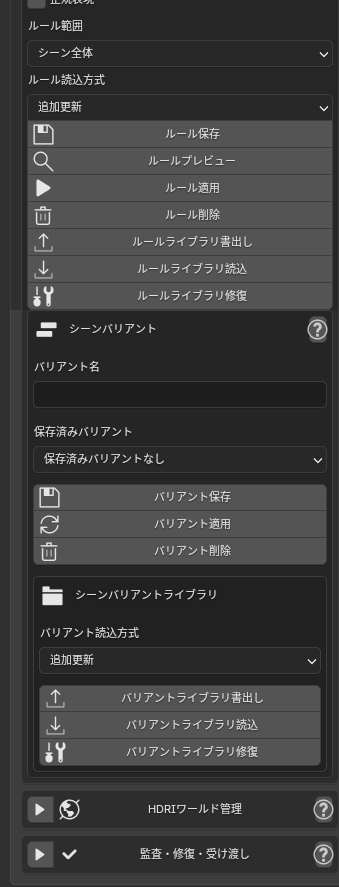 正規表現
ルール範囲
シーン全体
ルール読込方式
追加更新
ルール保存
ルールプレビュー
ルール適用
ルール削除
ルールライブラリ書出し
ルールライブラリ読込
ルールライブラリ修復
シーンバリアント
バリアント名
保存済みバリアント
保存済みバリアントなし
バリアント保存
バリアント適用
バリアント削除
シーンバリアントライブラリ
バリアント読込方式
追加更新
バリアントライブラリ書出し
バリアントライブラリ読込
バリアントライブラリ修復
HDRIワールド管理
監査・修復・受け渡し